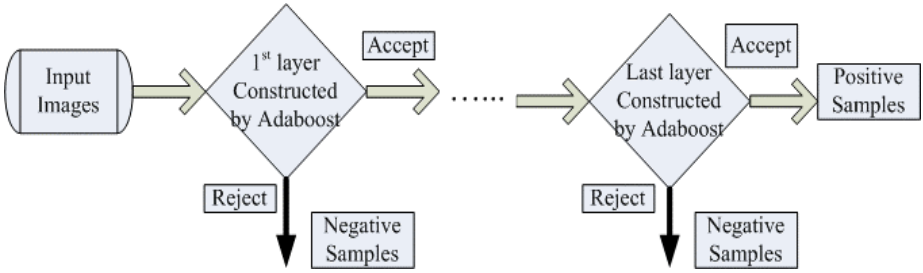 Input
Images
1st layer
Constructed
by Adaboost
Accept
Reject
Negative
Samples
......
Last layer
Constructed
by Adaboost
Accept
Reject
Negative
Samples
Positive
Samples